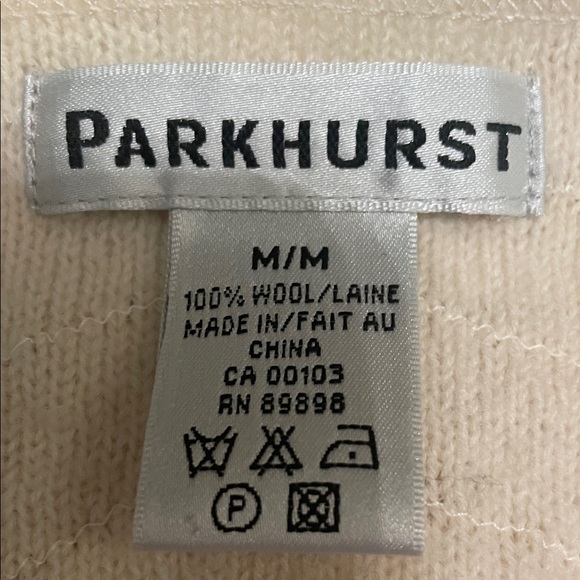 PARKHURST
M/M
100% WOOL/LAINE
MADE IN/FAIT AU
CHINA
CA 00103
RN 89898
P